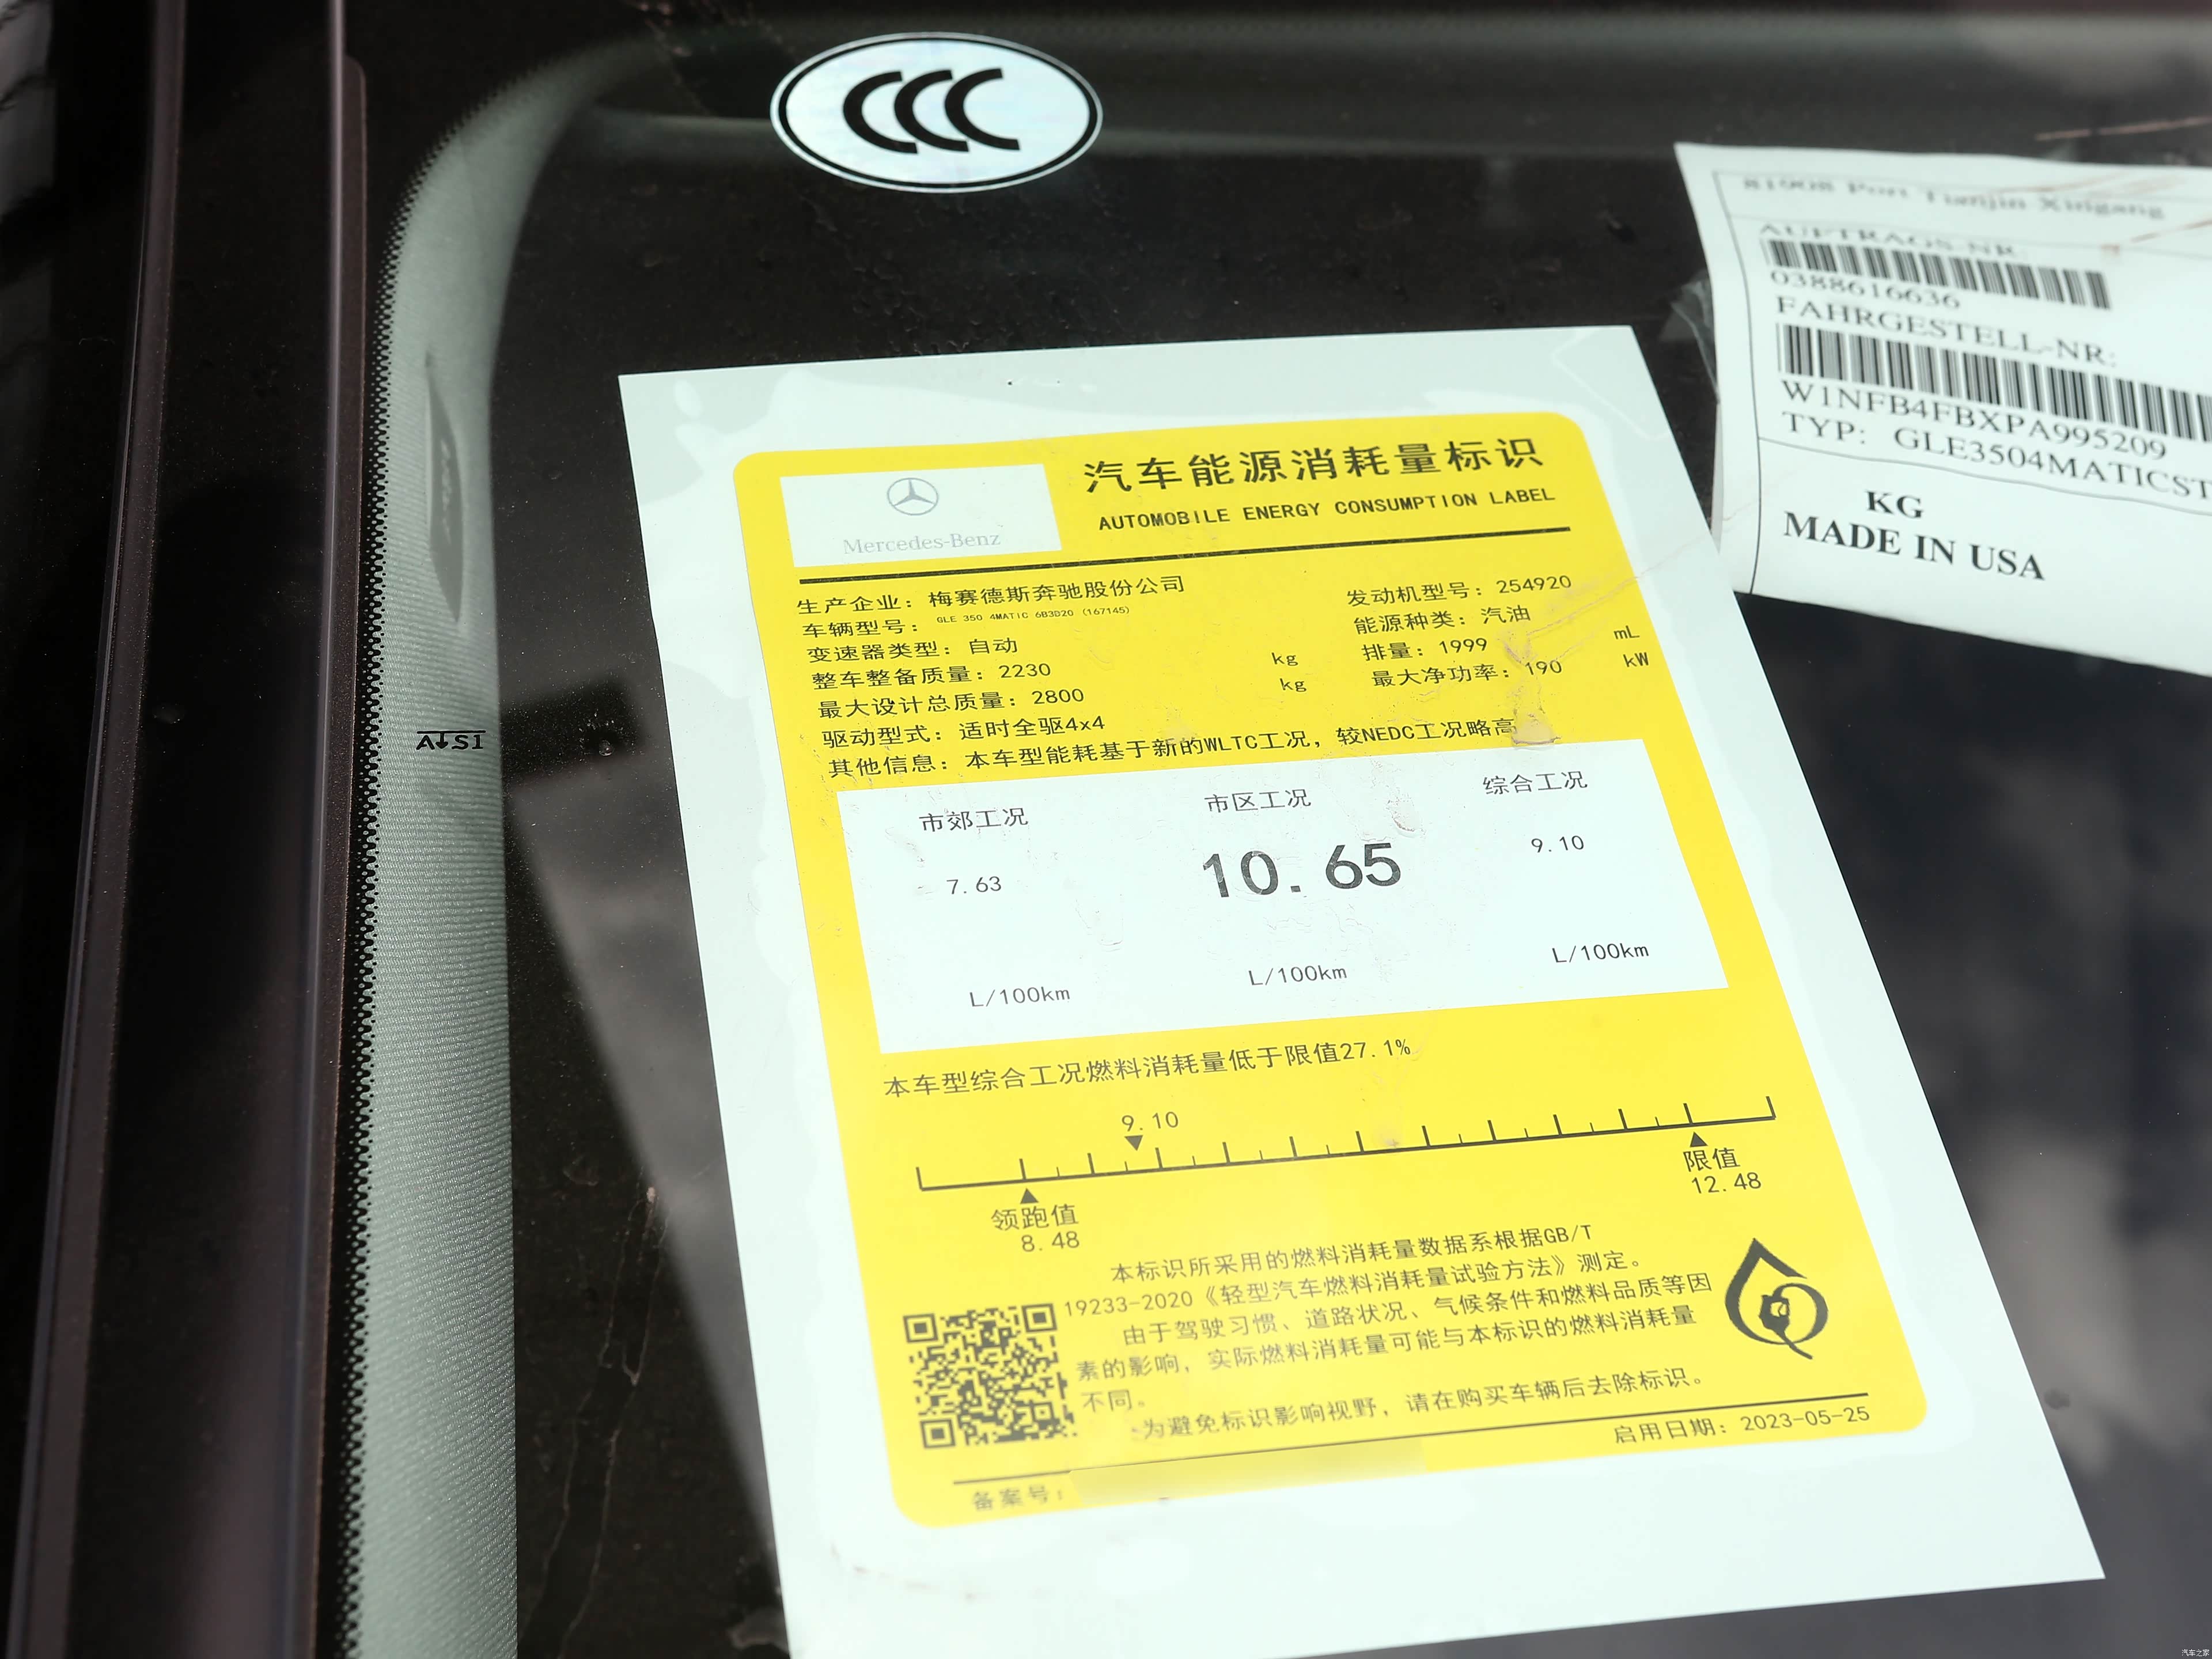 CCC
81908 Port Tianjin Xingang
AUFTRAGS-NR.
0388616636
FAHRGESTELL-NR:
W1NFB4FBXPA995209
TYP: GLE3504MATICST
KG
MADE IN USA
Mercedes-Benz
汽车能源消耗量标识
AUTOMOBILE ENERGY CONSUMPTION LABEL
生产企业：梅赛德斯奔驰股份公司
车辆型号：GLE 350 4MATIC 6B3D20 (167145)
变速器类型：自动
整车整备质量：2230 kg
最大设计总质量：2800 kg
驱动型式：适时全驱4x4
其他信息：本车型能耗基于新的WLTC工况，较NEDC工况略高
发动机型号：254920
能源种类：汽油
排量：1999 mL
最大净功率：190 kW
市郊工况 市区工况 综合工况
7.63 10.65 9.10
L/100km L/100km L/100km
本车型综合工况燃料消耗量低于限值27.1%
9.10
领跑值
8.48
限值
12.48
本标识所采用的燃料消耗量数据系根据GB/T
19233-2020《轻型汽车燃料消耗量试验方法》测定。
由于驾驶习惯、道路状况、气候条件和燃料品质等因
素的影响，实际燃料消耗量可能与本标识的燃料消耗量
不同。
为避免标识影响视野，请在购买车辆后去除标识。
备案号：
启用日期：2023-05-25
汽车之家